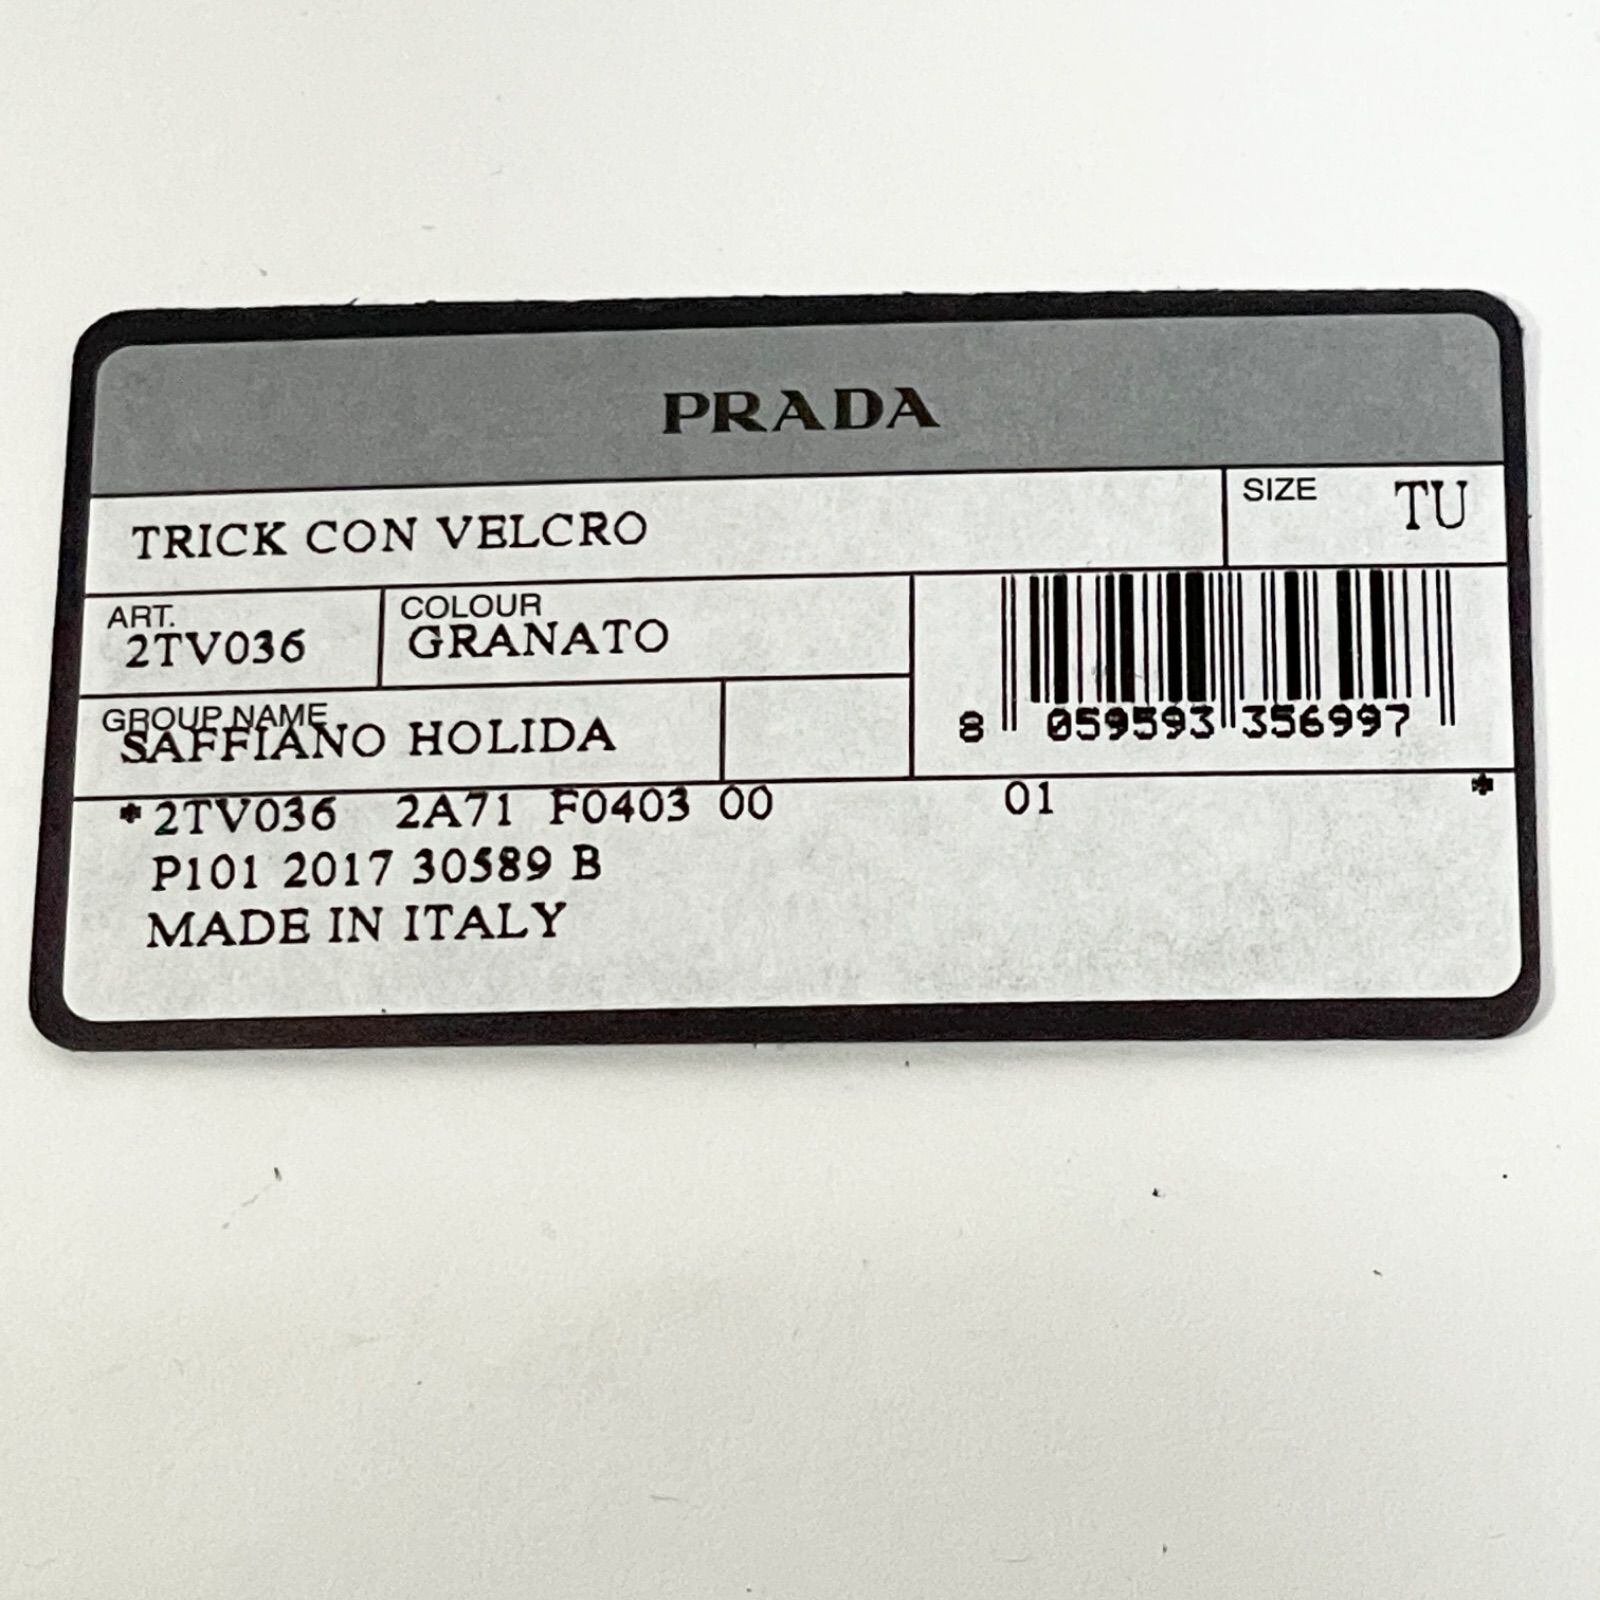 PRADA
TRICK CON VELCRO
SIZE TU
ART.
2TV036
COLOUR
GRANATO
GROUP NAME
SAFFIANO HOLIDA
8 059593 356997
*2TV036 2A71 F0403 00 01 *
P101 2017 30589 B
MADE IN ITALY